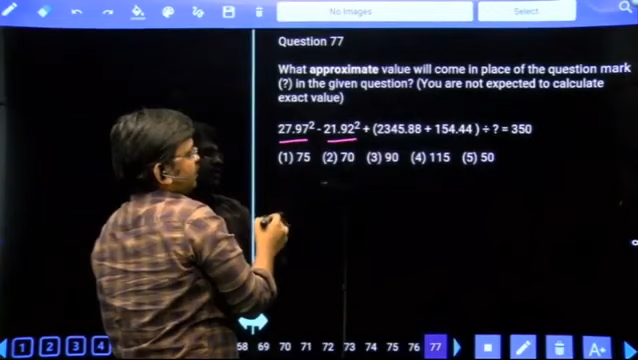 No Images
Select
Question 77
What approximate value will come in place of the question mark
(?) in the given question? (You are not expected to calculate
exact value)
27.97² - 21.92² + (2345.88 + 154.44 ) ÷ ? = 350
(1) 75 (2) 70 (3) 90 (4) 115 (5) 50
1 2 3 4 68 69 70 71 72 73 74 75 76 77 A+